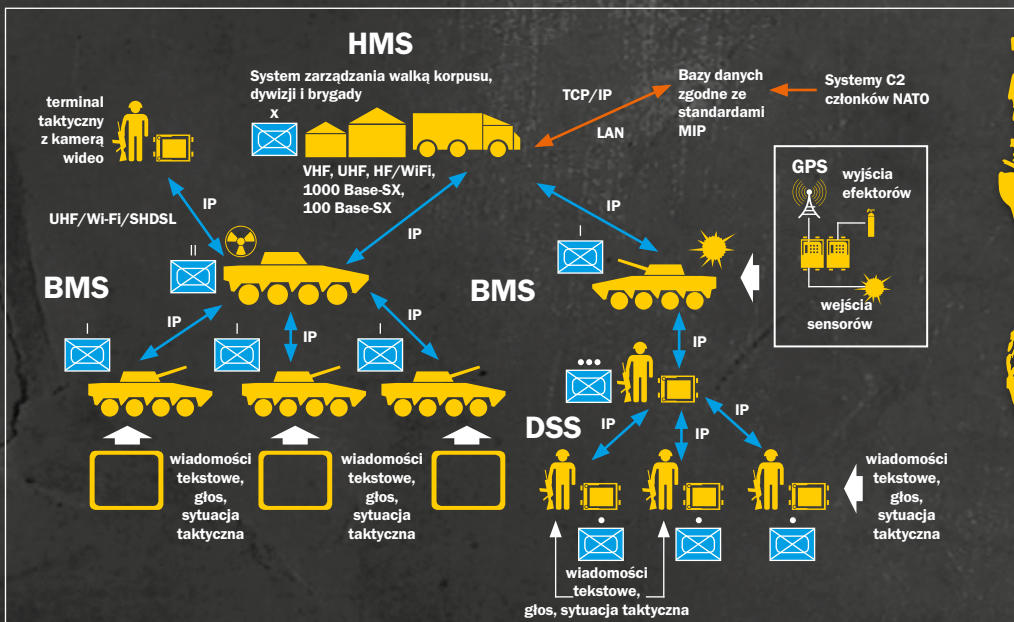 HMS
System zarządzania walką korpusu,
dywizji i brygady
X
VHF, UHF, HF/WiFi,
1000 Base-SX,
100 Base-SX
terminal
taktyczny
z kamerą
wideo
TCP/IP
LAN
Bazy danych
zgodne ze
standardami
MIP
Systemy C2
członków NATO
GPS
wyjścia
efektorów
wejścia
sensorów
UHF/Wi-Fi/SHDSL
IP
IP
IP
II
BMS
I
BMS
I
IP
I
IP
I
IP
IP
DSS
IP
IP
IP
wiadomości
tekstowe,
głos,
sytuacja
taktyczna
wiadomości
tekstowe,
głos,
sytuacja
taktyczna
wiadomości
tekstowe,
głos,
sytuacja
taktyczna
wiadomości
tekstowe,
głos, sytuacja taktyczna